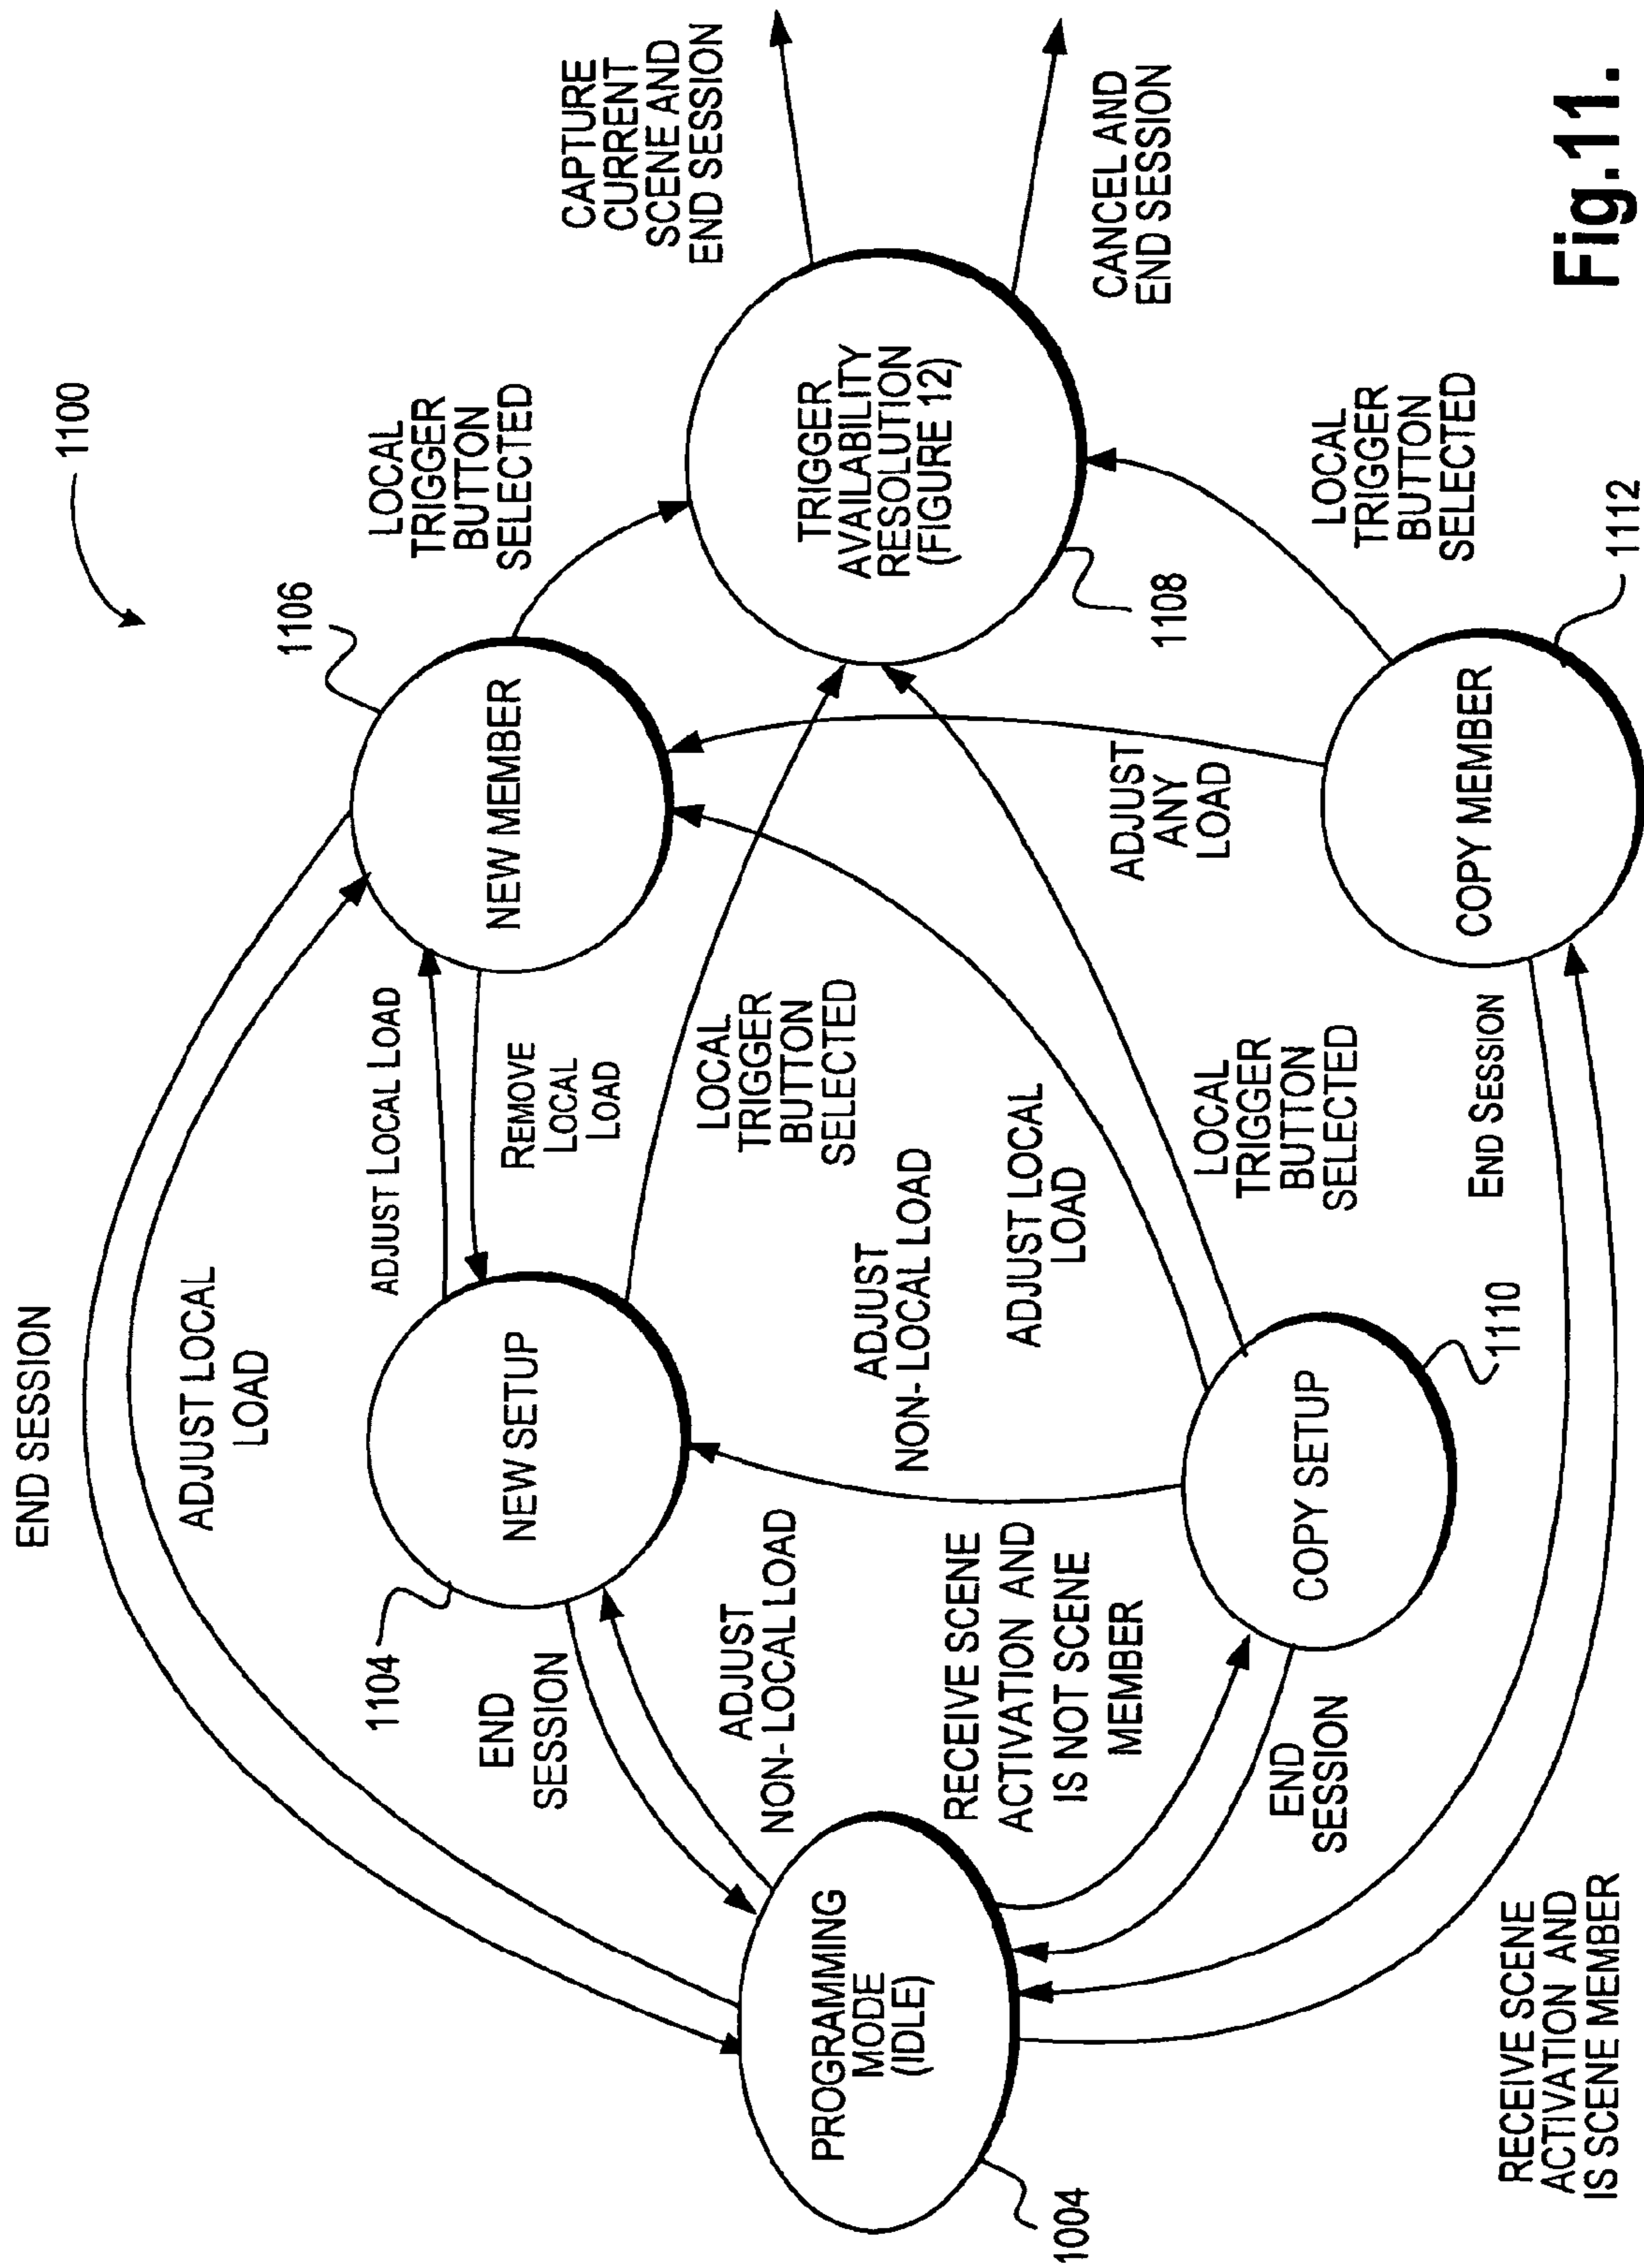 1100
END SESSION
ADJUST LOCAL
LOAD
1106
LOCAL
TRIGGER
BUTTON
SELECTED
CAPTURE
CURRENT
SCENE AND
END SESSION
1104
NEW SETUP
ADJUST LOCAL LOAD
REMOVE
LOCAL
LOAD
NEW MEMBER
END
SESSION
ADJUST
NON-LOCAL LOAD
LOCAL
TRIGGER
BUTTON
SELECTED
TRIGGER
AVAILABILITY
RESOLUTION
(FIGURE 12)
1108
CANCEL AND
END SESSION
PROGRAMMING
MODE
(IDLE)
1004
ADJUST
NON-LOCAL LOAD
ADJUST LOCAL
LOAD
RECEIVE SCENE
ACTIVATION AND
IS NOT SCENE
MEMBER
ADJUST
ANY
LOAD
LOCAL
TRIGGER
BUTTON
SELECTED
LOCAL
TRIGGER
BUTTON
SELECTED
END
SESSION
COPY SETUP
1110
END SESSION
COPY MEMBER
1112
RECEIVE SCENE
ACTIVATION AND
IS SCENE MEMBER
Fig.11.